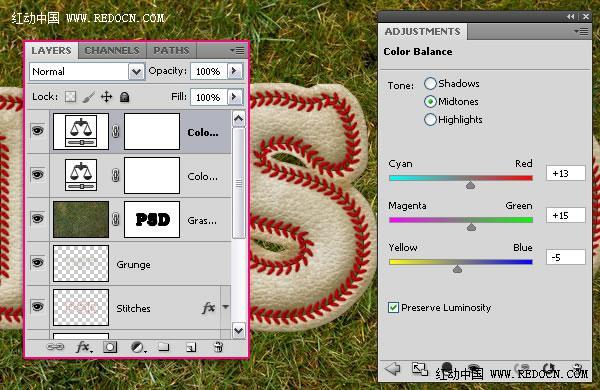 红动中国 WWW.REDOCN.COM
LAYERS CHANNELS PATHS
Normal Opacity: 100%
Lock: Fill: 100%
Colo...
Colo...
PSD Gras...
Grunge
Stitches fx
fx
ADJUSTMENTS
Color Balance
Tone: Shadows
Midtones
Highlights
Cyan Red +13
Magenta Green +15
Yellow Blue -5
Preserve Luminosity
红动中国 WWW.REDOCN.COM
S